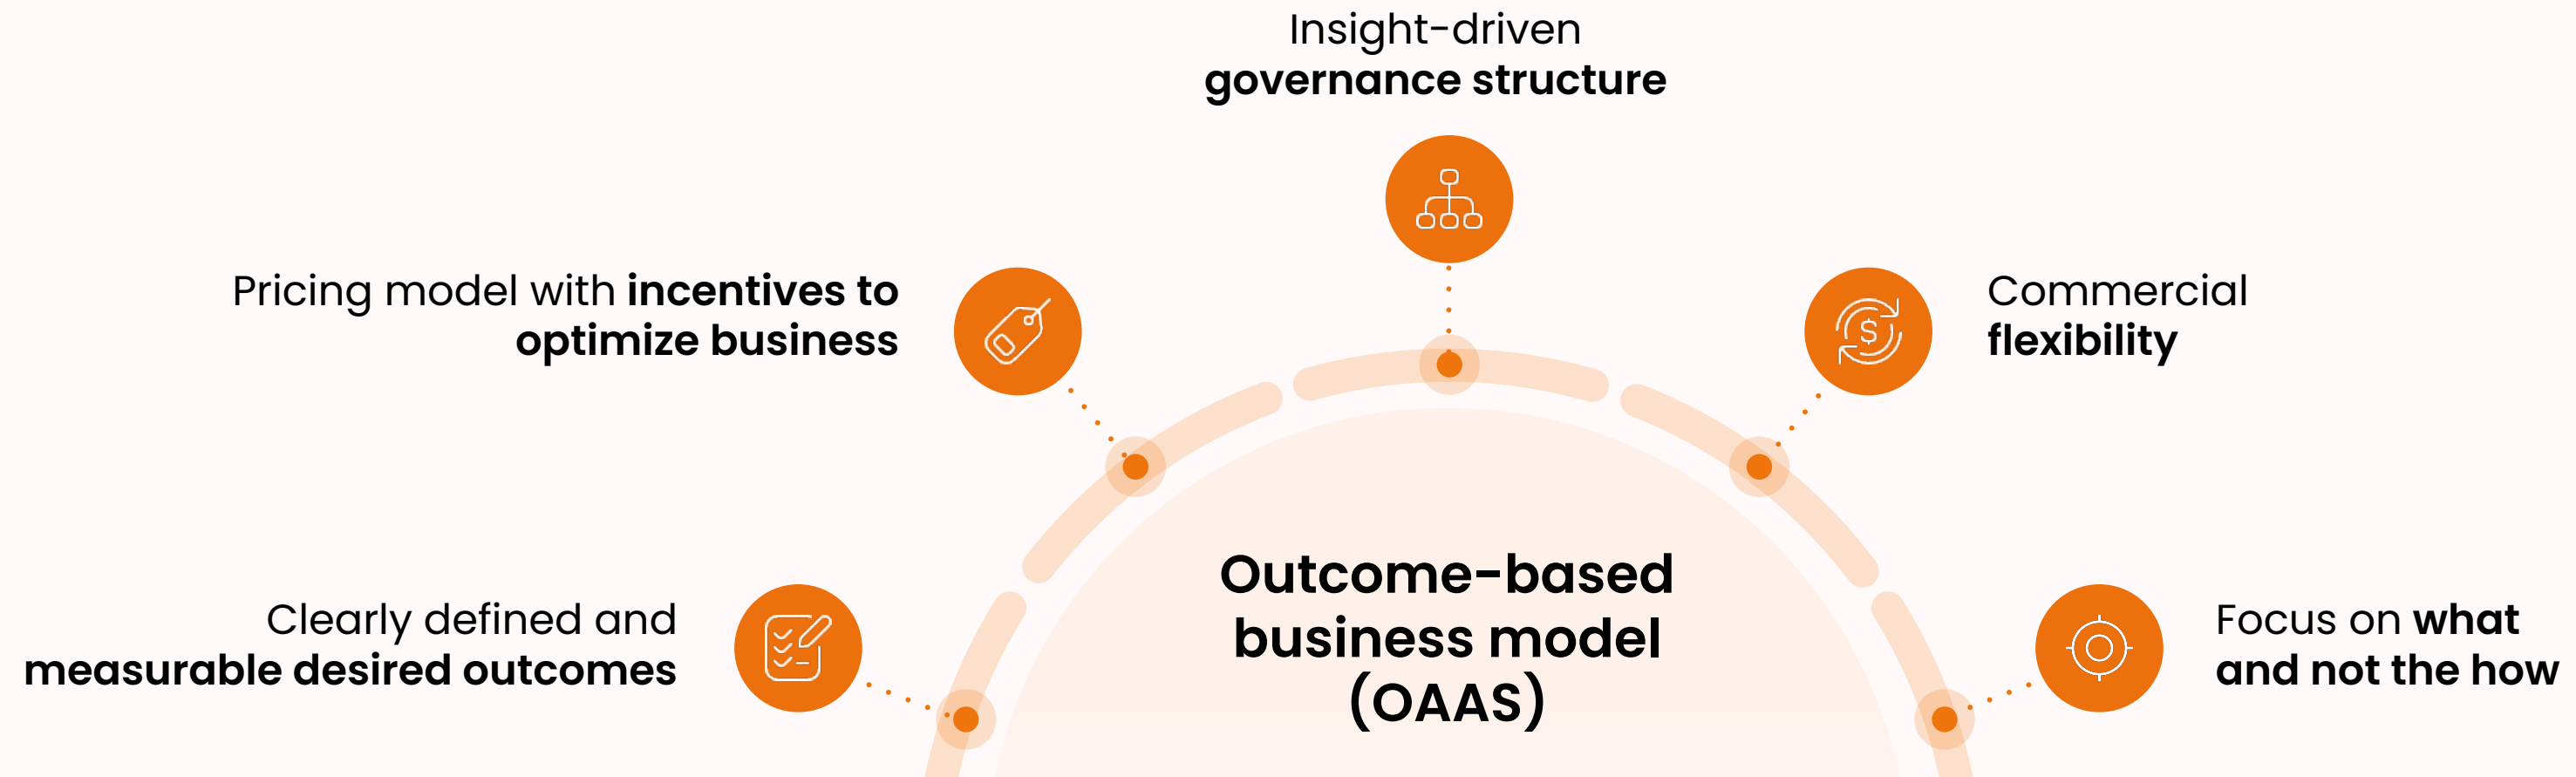 Insight-driven
governance structure
Pricing model with incentives to
optimize business
$
Commercial
flexibility
Clearly defined and
measurable desired outcomes
Outcome-based
business model
(OAAS)
Focus on what
and not the how